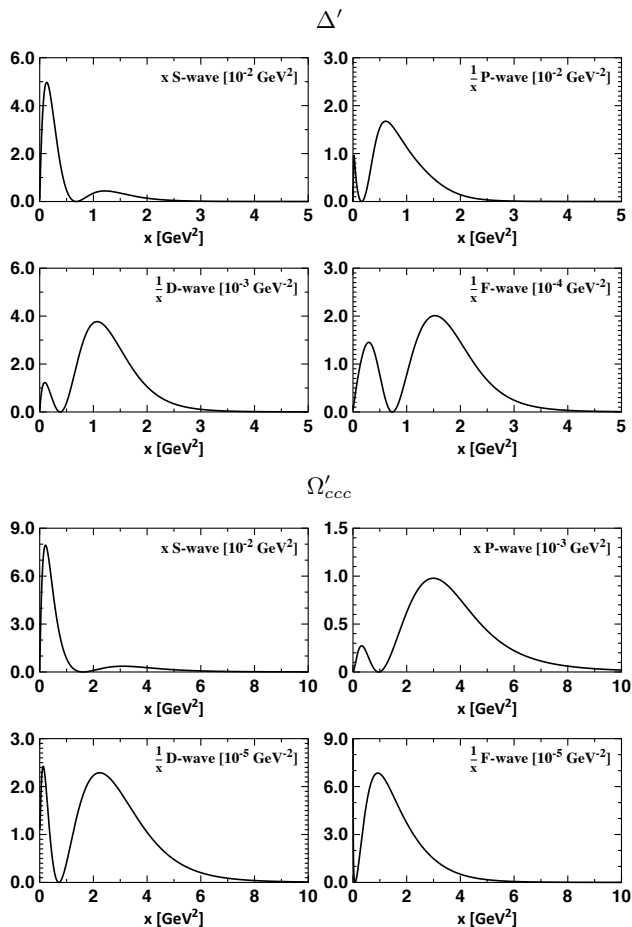 Δ′
x S-wave [10⁻² GeV²]
6.0
4.0
2.0
0.0
0 1 2 3 4 5
x [GeV²]
1/x P-wave [10⁻² GeV⁻²]
3.0
2.0
1.0
0.0
0 1 2 3 4 5
x [GeV²]
1/x D-wave [10⁻³ GeV⁻²]
6.0
4.0
2.0
0.0
0 1 2 3 4 5
x [GeV²]
1/x F-wave [10⁻⁴ GeV⁻²]
3.0
2.0
1.0
0.0
0 1 2 3 4 5
x [GeV²]
Ω′ccc
x S-wave [10⁻² GeV²]
9.0
6.0
3.0
0.0
0 2 4 6 8 10
x [GeV²]
x P-wave [10⁻³ GeV²]
1.5
1.0
0.5
0.0
0 2 4 6 8 10
x [GeV²]
1/x D-wave [10⁻⁵ GeV⁻²]
3.0
2.0
1.0
0.0
0 2 4 6 8 10
x [GeV²]
1/x F-wave [10⁻⁵ GeV⁻²]
9.0
6.0
3.0
0.0
0 2 4 6 8 10
x [GeV²]